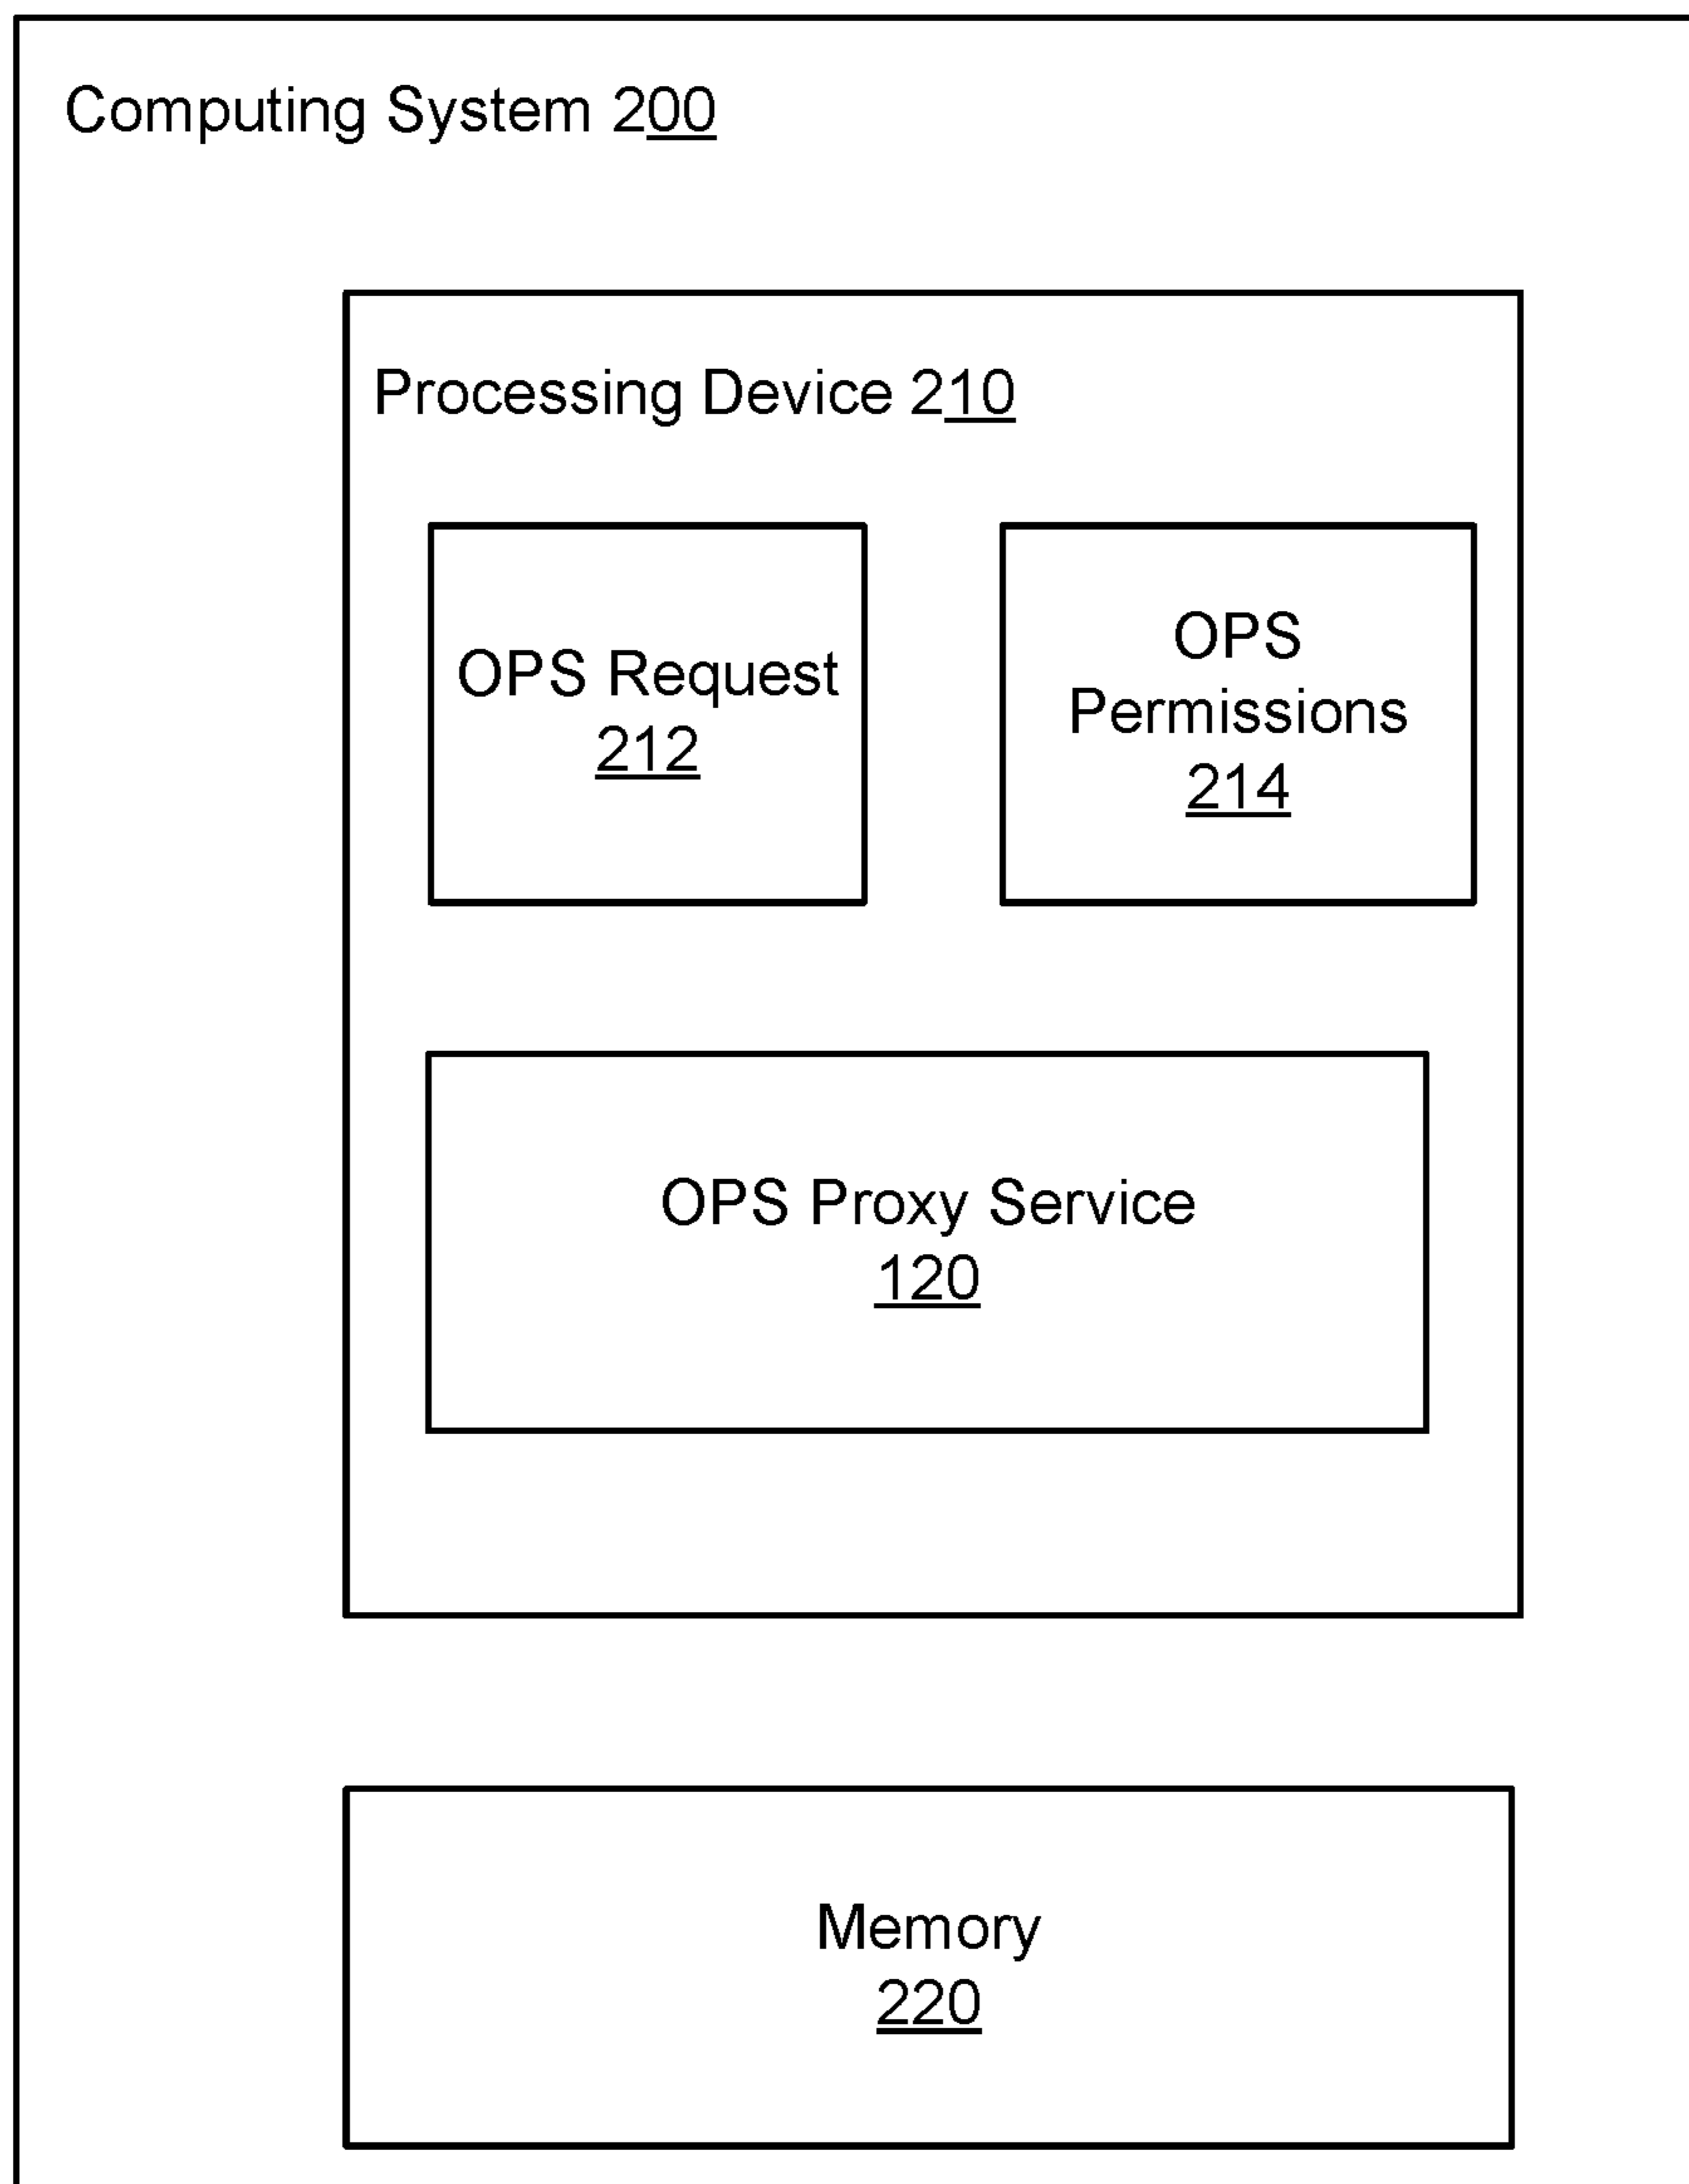 Computing System 200
Processing Device 210
OPS Request
212
OPS
Permissions
214
OPS Proxy Service
120
Memory
220